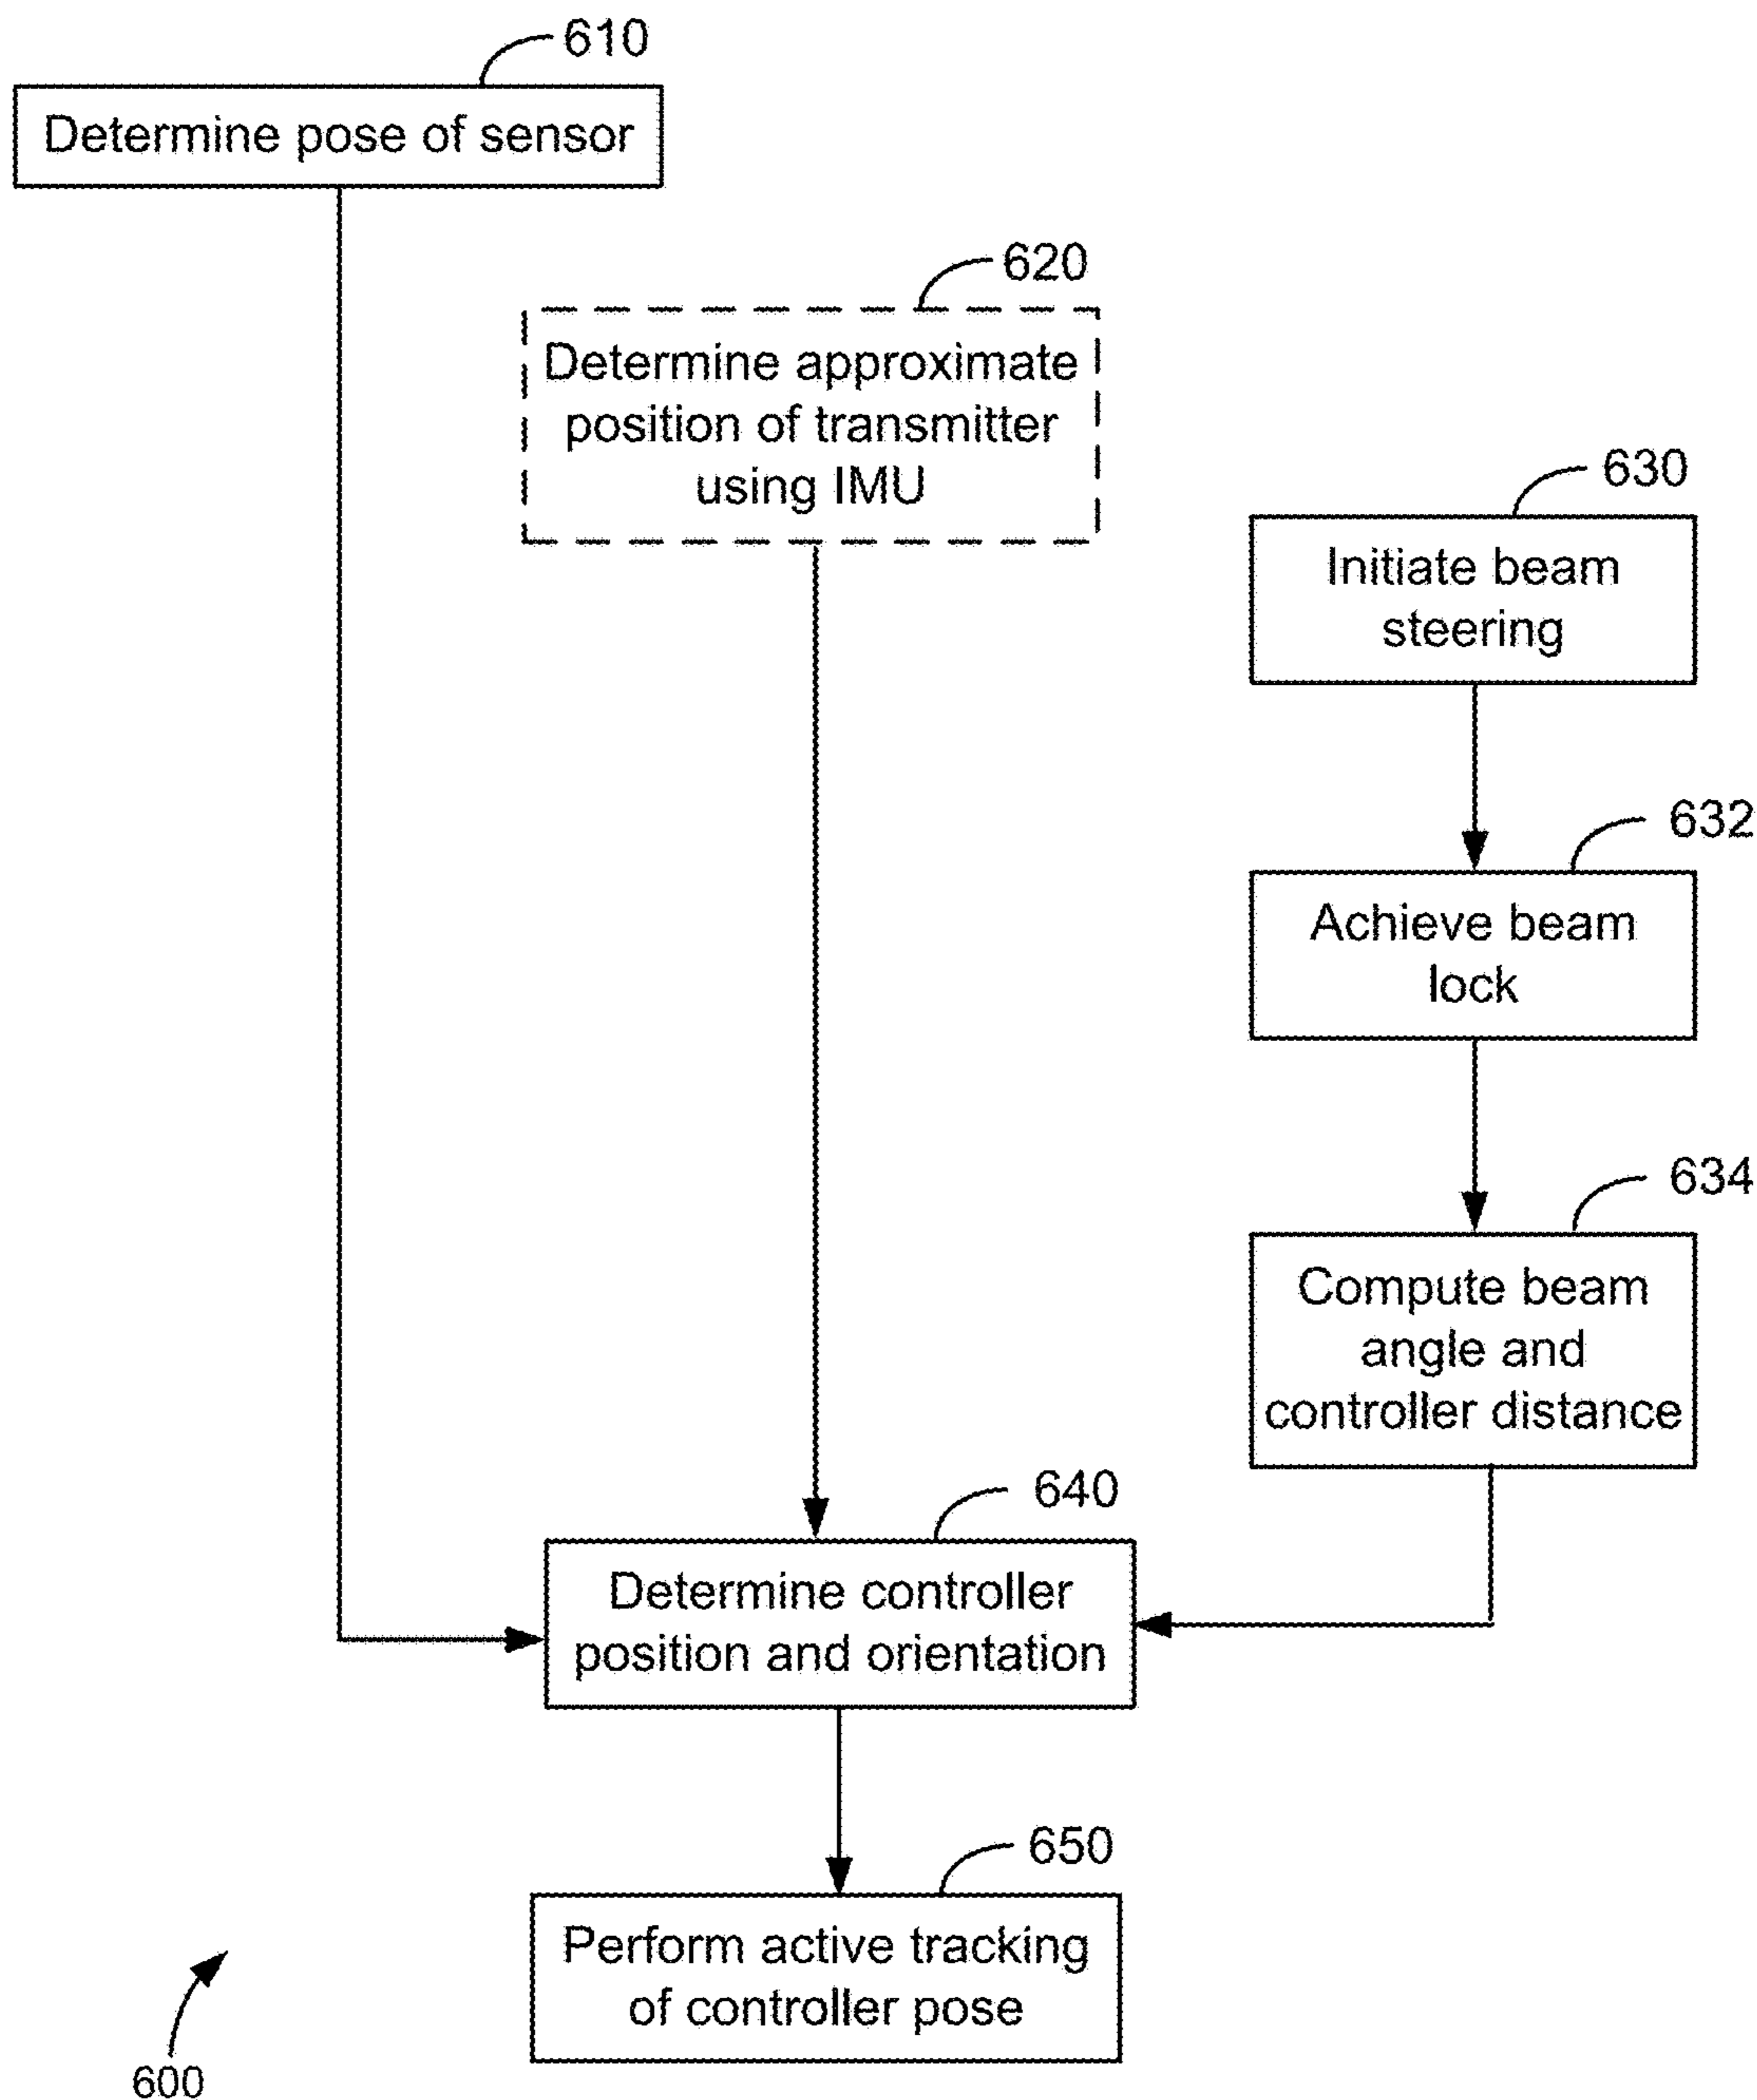 610
Determine pose of sensor
620
Determine approximate
position of transmitter
using IMU
630
Initiate beam
steering
632
Achieve beam
lock
634
Compute beam
angle and
controller distance
640
Determine controller
position and orientation
650
Perform active tracking
of controller pose
600